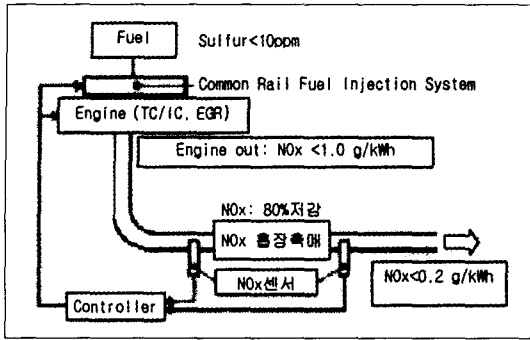 Fuel
Sulfur<10ppm
Common Rail Fuel Injection System
Engine (TC/IC, EGR)
Engine out: NOx <1.0 g/kWh
NOx: 80%저감
NOx 흡장촉매
NOx센서
NOx<0.2 g/kWh
Controller